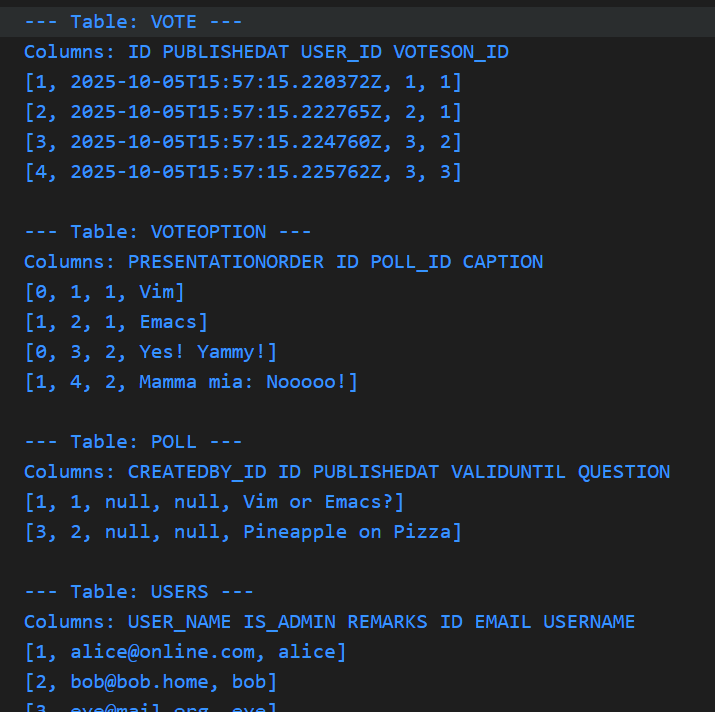 --- Table: VOTE ---
Columns: ID PUBLISHEDAT USER_ID VOTESON_ID
[1, 2025-10-05T15:57:15.220372Z, 1, 1]
[2, 2025-10-05T15:57:15.222765Z, 2, 1]
[3, 2025-10-05T15:57:15.224760Z, 3, 2]
[4, 2025-10-05T15:57:15.225762Z, 3, 3]
--- Table: VOTEOPTION ---
Columns: PRESENTATIONORDER ID POLL_ID CAPTION
[0, 1, 1, Vim]
[1, 2, 1, Emacs]
[0, 3, 2, Yes! Yammy!]
[1, 4, 2, Mamma mia: Nooooo!]
--- Table: POLL ---
Columns: CREATEDBY_ID ID PUBLISHEDAT VALIDUNTIL QUESTION
[1, 1, null, null, Vim or Emacs?]
[3, 2, null, null, Pineapple on Pizza]
--- Table: USERS ---
Columns: USER_NAME IS_ADMIN REMARKS ID EMAIL USERNAME
[1, alice@online.com, alice]
[2, bob@bob.home, bob]
[3, eve@mail.org, eve]